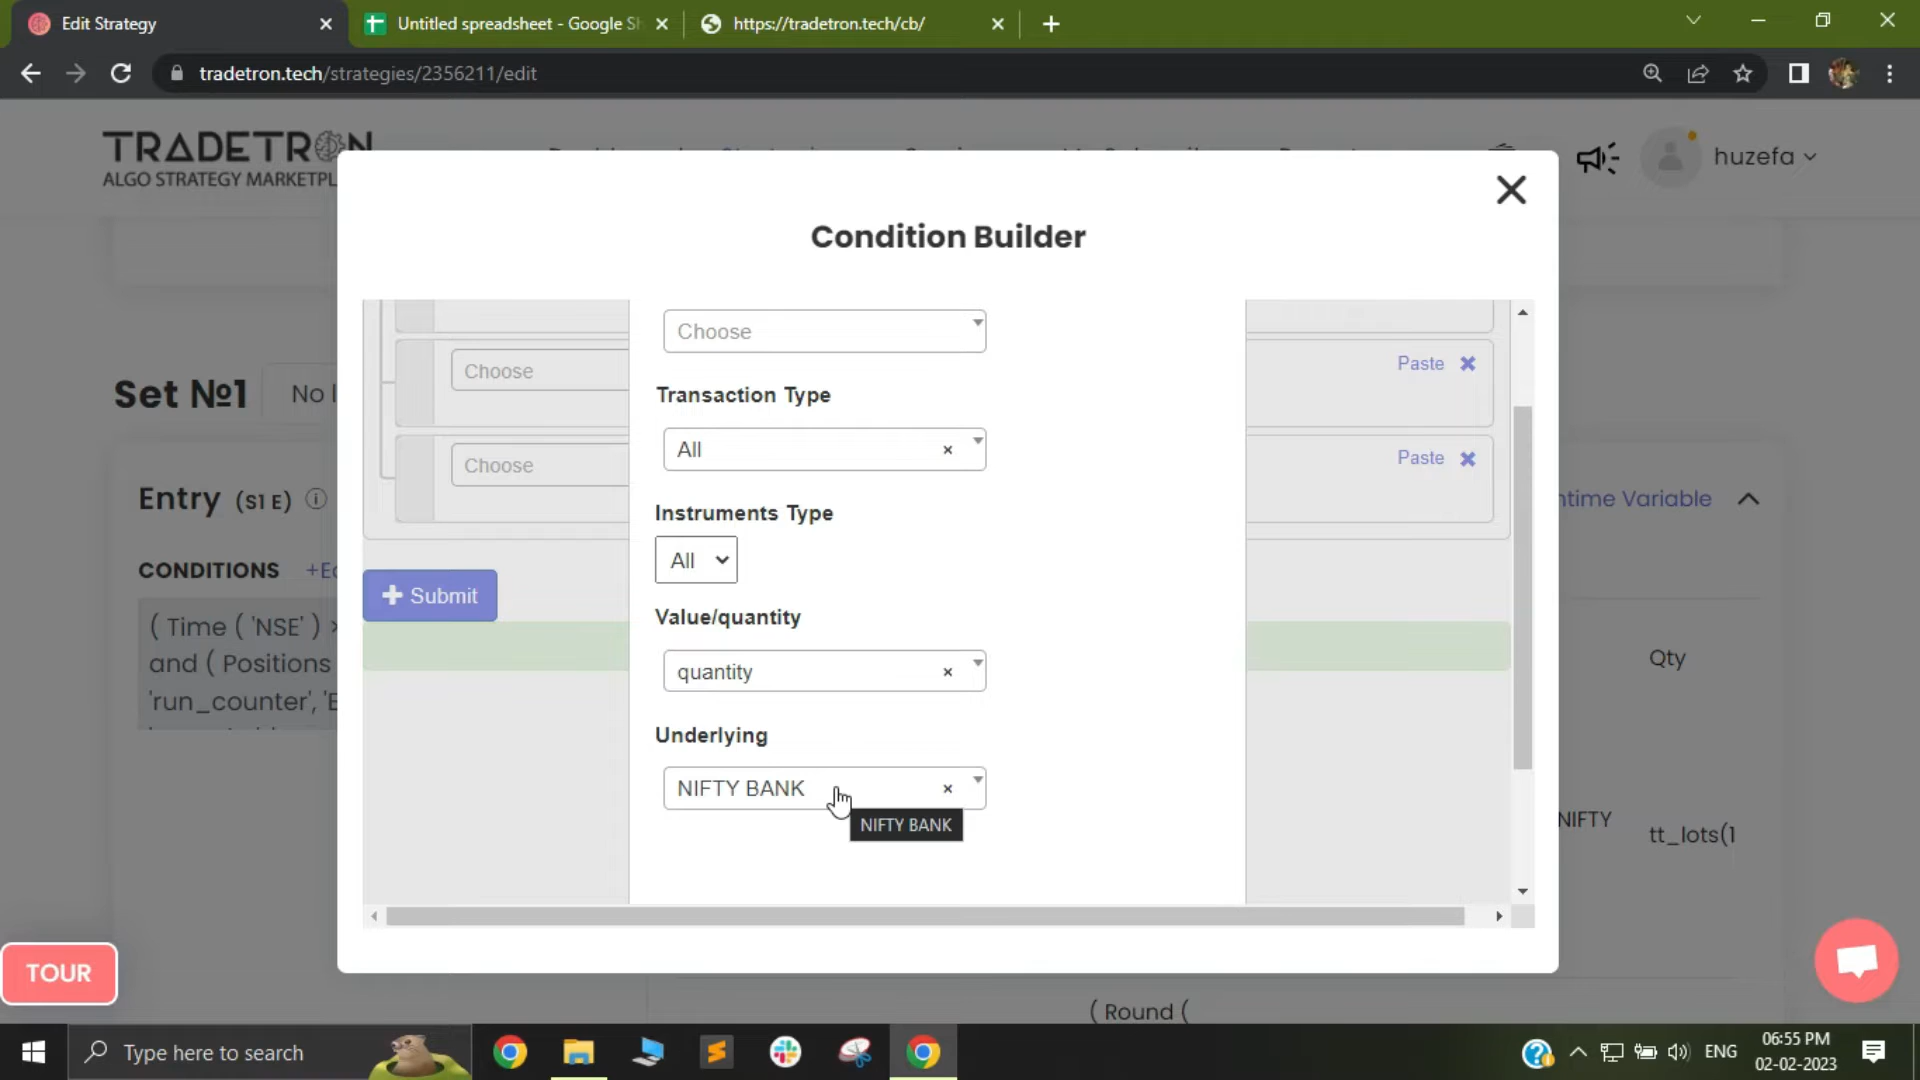 Edit Strategy
Untitled spreadsheet - Google Sh
https://tradetron.tech/cb/
tradetron.tech/strategies/2356211/edit
TRADETRON
ALGO STRATEGY MARKETPL
huzefa
Condition Builder
Choose
Transaction Type
All
Instruments Type
All
Value/quantity
quantity
Underlying
NIFTY BANK
NIFTY BANK
Choose
Paste
Choose
Paste
Submit
Set №1
No l
Entry (S1 E)
ntime Variable
CONDITIONS
+Ed
( Time ( 'NSE' ) >
and ( Positions
'run_counter', 'E
Qty
NIFTY
tt_lots(1
( Round (
TOUR
Type here to search
ENG
06:55 PM
02-02-2023